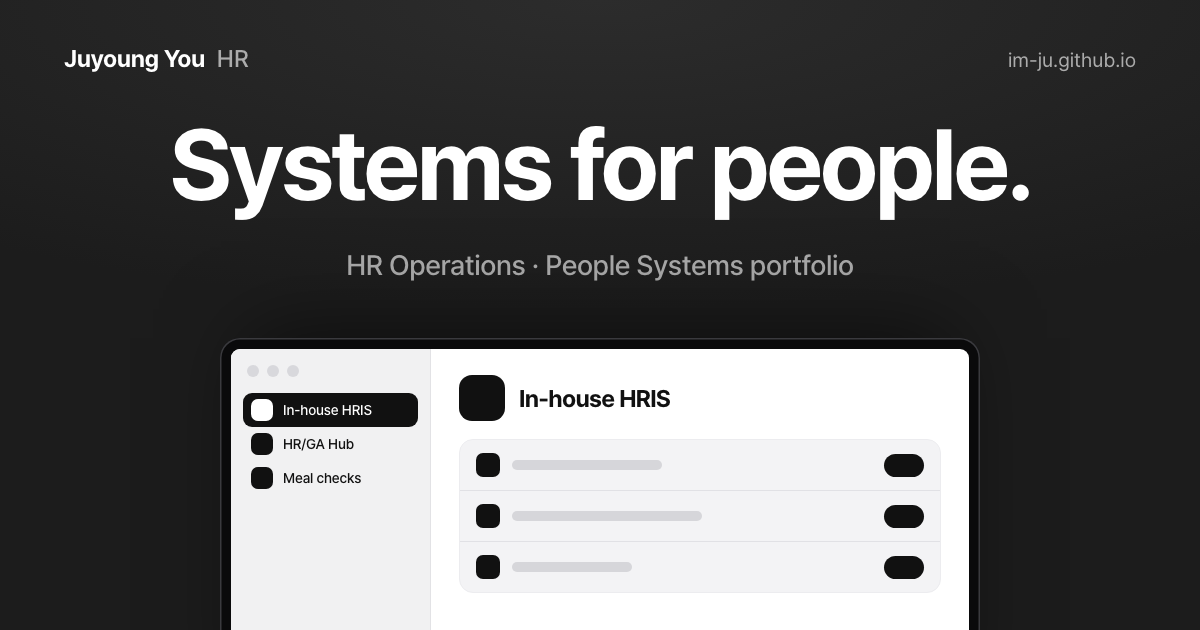 Juyoung You HR
im-ju.github.io
Systems for people.
HR Operations · People Systems portfolio
In-house HRIS
HR/GA Hub
Meal checks
In-house HRIS